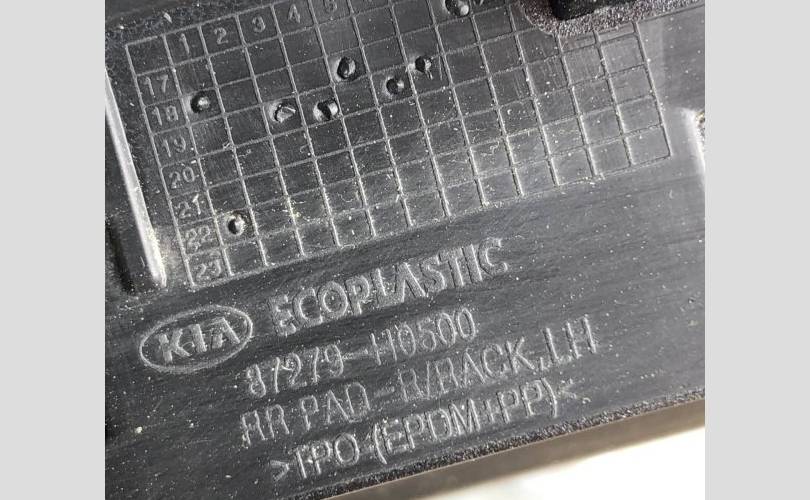 1 2 3 4 5
17
18
19
20
21
22
23
KIA ECOPLASTIC
87279-H0500
RR PAD-R/RACK,LH
>TPO-(EPDM+PP)<